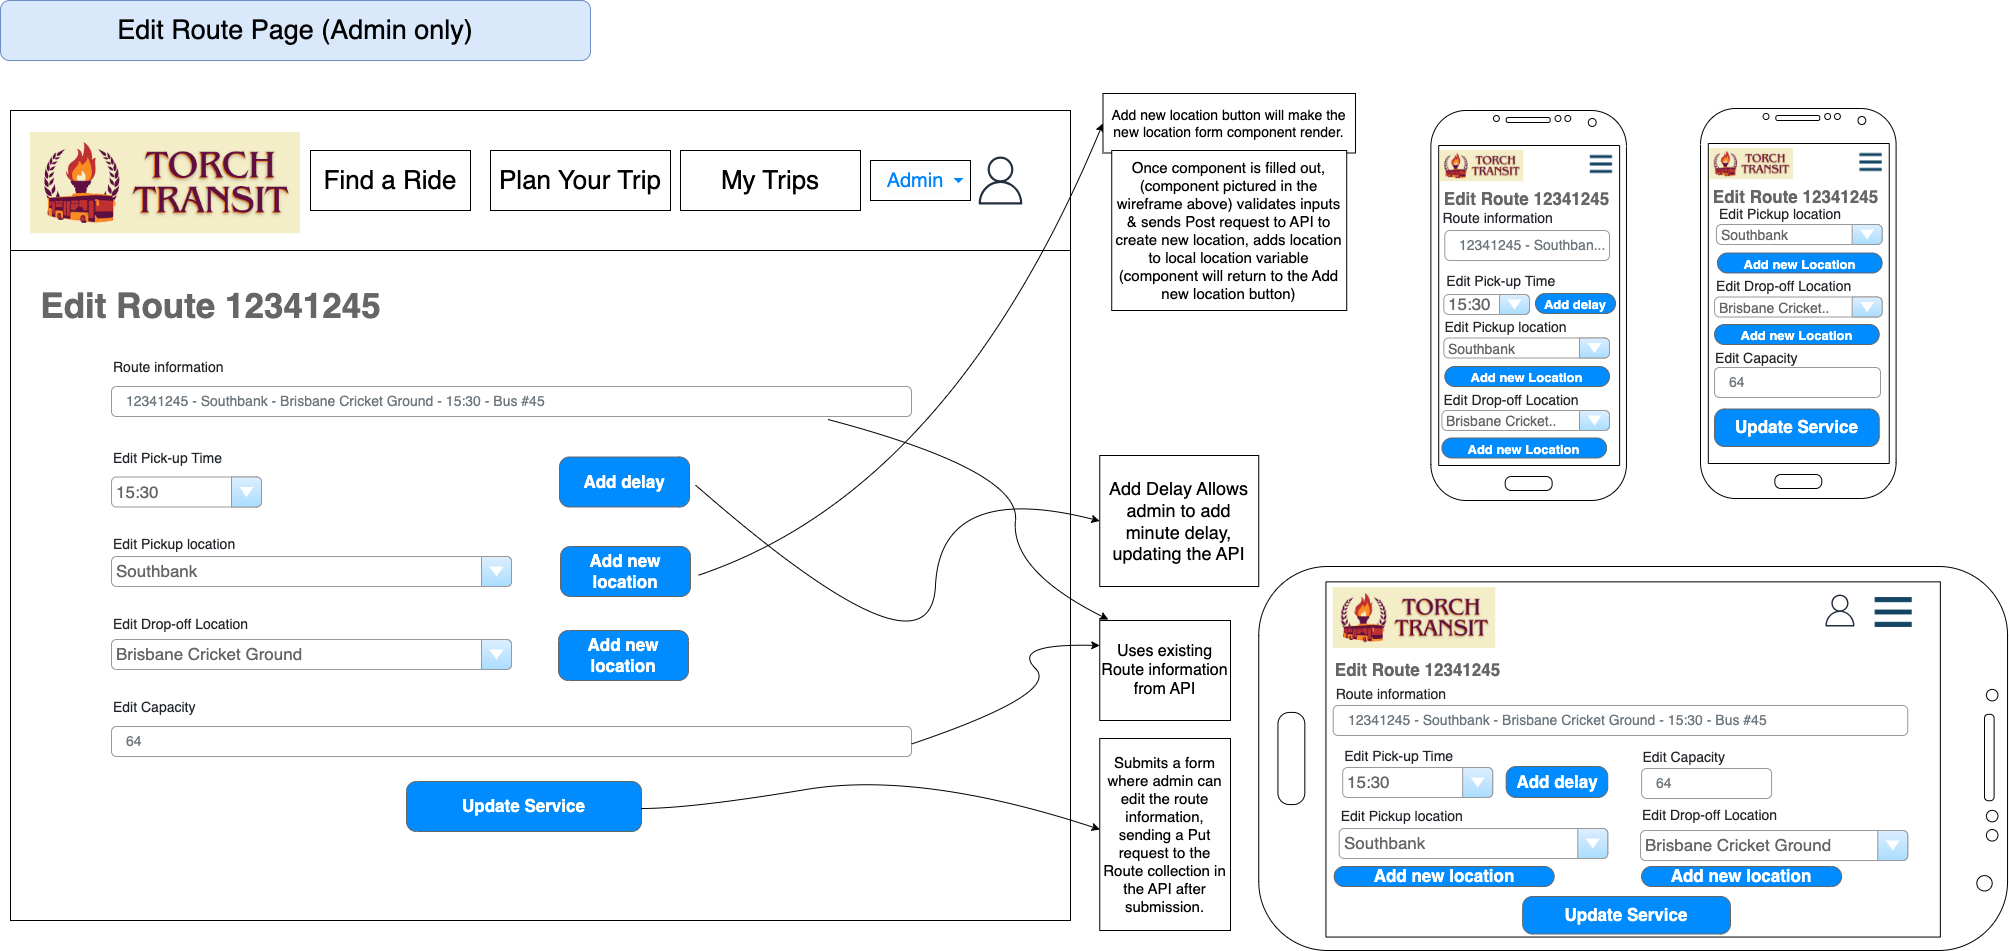 Edit Route Page (Admin only)
TORCH
TRANSIT
Find a Ride
Plan Your Trip
My Trips
Admin
Edit Route 12341245
Route information
12341245 - Southbank - Brisbane Cricket Ground - 15:30 - Bus #45
Edit Pick-up Time
15:30
Add delay
Edit Pickup location
Southbank
Add new
location
Edit Drop-off Location
Brisbane Cricket Ground
Add new
location
Edit Capacity
64
Update Service
Add new location button will make the
new location form component render.
Once component is filled out,
(component pictured in the
wireframe above) validates inputs
& sends Post request to API to
create new location, adds location
to local location variable
(component will return to the Add
new location button)
Add Delay Allows
admin to add
minute delay,
updating the API
Uses existing
Route information
from API
Submits a form
where admin can
edit the route
information,
sending a Put
request to the
Route collection in
the API after
submission.
TORCH
TRANSIT
Edit Route 12341245
Route information
12341245 - Southban...
Edit Pick-up Time
15:30
Add delay
Edit Pickup location
Southbank
Add new Location
Edit Drop-off Location
Brisbane Cricket..
Add new Location
TORCH
TRANSIT
Edit Route 12341245
Edit Pickup location
Southbank
Add new Location
Edit Drop-off Location
Brisbane Cricket..
Add new Location
Edit Capacity
64
Update Service
TORCH
TRANSIT
Edit Route 12341245
Route information
12341245 - Southbank - Brisbane Cricket Ground - 15:30 - Bus #45
Edit Pick-up Time
15:30
Add delay
Edit Capacity
64
Edit Pickup location
Southbank
Add new location
Edit Drop-off Location
Brisbane Cricket Ground
Add new location
Update Service